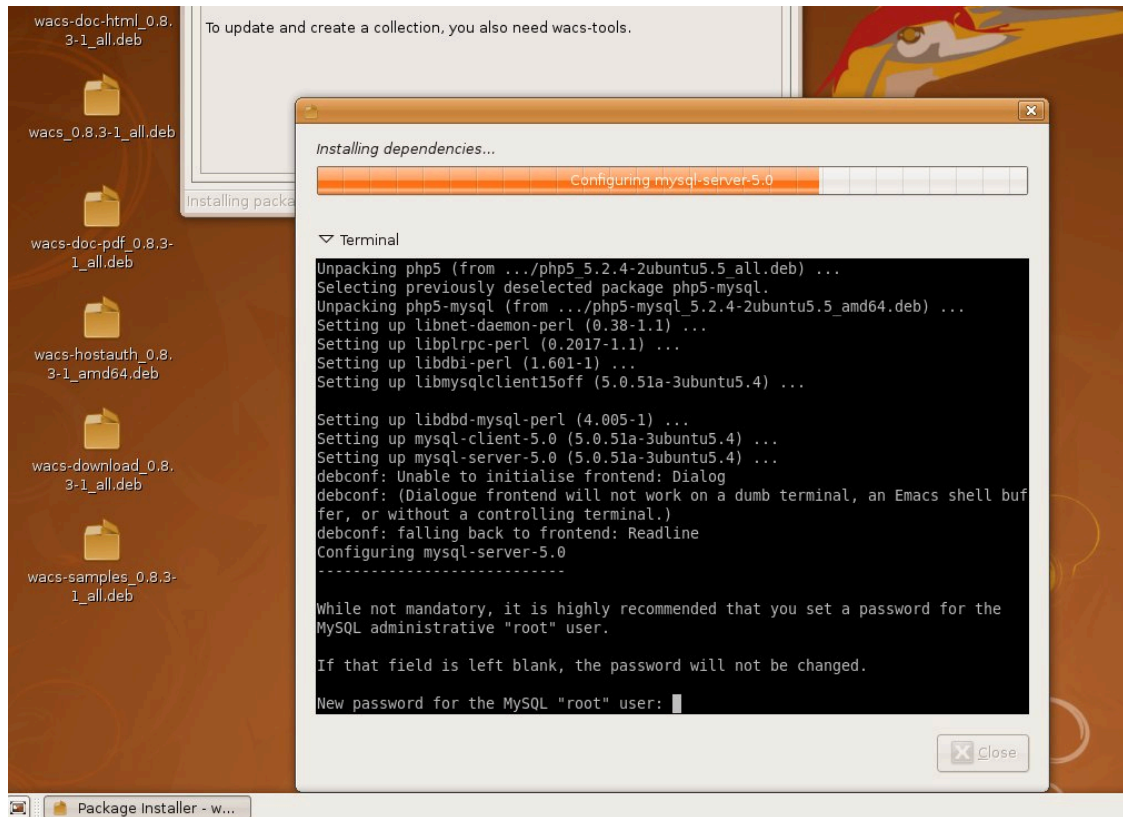 wacs-doc-html_0.8.
3-1_all.deb
wacs_0.8.3-1_all.deb
wacs-doc-pdf_0.8.3-
1_all.deb
wacs-hostauth_0.8.
3-1_amd64.deb
wacs-download_0.8.
3-1_all.deb
wacs-samples_0.8.3-
1_all.deb
To update and create a collection, you also need wacs-tools.
Installing packa
Installing dependencies...
Configuring mysql-server-5.0
Terminal
Unpacking php5 (from .../php5_5.2.4-2ubuntu5.5_all.deb) ...
Selecting previously deselected package php5-mysql.
Unpacking php5-mysql (from .../php5-mysql_5.2.4-2ubuntu5.5_amd64.deb) ...
Setting up libnet-daemon-perl (0.38-1.1) ...
Setting up libplrpc-perl (0.2017-1.1) ...
Setting up libdbi-perl (1.601-1) ...
Setting up libmysqlclient15off (5.0.51a-3ubuntu5.4) ...
Setting up libdbd-mysql-perl (4.005-1) ...
Setting up mysql-client-5.0 (5.0.51a-3ubuntu5.4) ...
Setting up mysql-server-5.0 (5.0.51a-3ubuntu5.4) ...
debconf: Unable to initialise frontend: Dialog
debconf: (Dialogue frontend will not work on a dumb terminal, an Emacs shell buf
fer, or without a controlling terminal.)
debconf: falling back to frontend: Readline
Configuring mysql-server-5.0
----------------------------
While not mandatory, it is highly recommended that you set a password for the
MySQL administrative "root" user.
If that field is left blank, the password will not be changed.
New password for the MySQL "root" user:
Close
Package Installer - w...